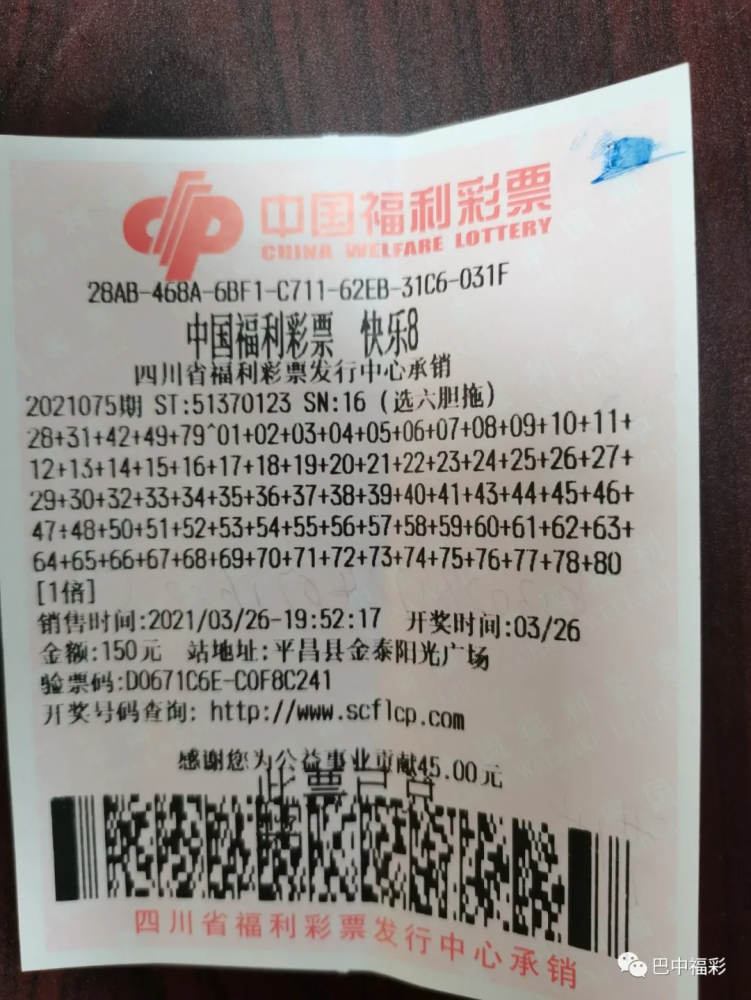 中国福利彩票
CHINA WELFARE LOTTERY
28AB-468A-6BF1-C711-62EB-31C6-031F
中国福利彩票 快乐8
四川省福利彩票发行中心承销
2021075期 ST:51370123 SN:16 (选六胆拖)
28+31+42+49+79^01+02+03+04+05+06+07+08+09+10+11+
12+13+14+15+16+17+18+19+20+21+22+23+24+25+26+27+
29+30+32+33+34+35+36+37+38+39+40+41+43+44+45+46+
47+48+50+51+52+53+54+55+56+57+58+59+60+61+62+63+
64+65+66+67+68+69+70+71+72+73+74+75+76+77+78+80
[1倍]
销售时间:2021/03/26-19:52:17 开奖时间:03/26
金额:150元 站地址:平昌县金泰阳光广场
验票码:D0671C6E-C0F8C241
开奖号码查询: http://www.scflcp.com
感谢您为公益事业贡献45.00元
此票已兑
四川省福利彩票发行中心承销
巴中福彩